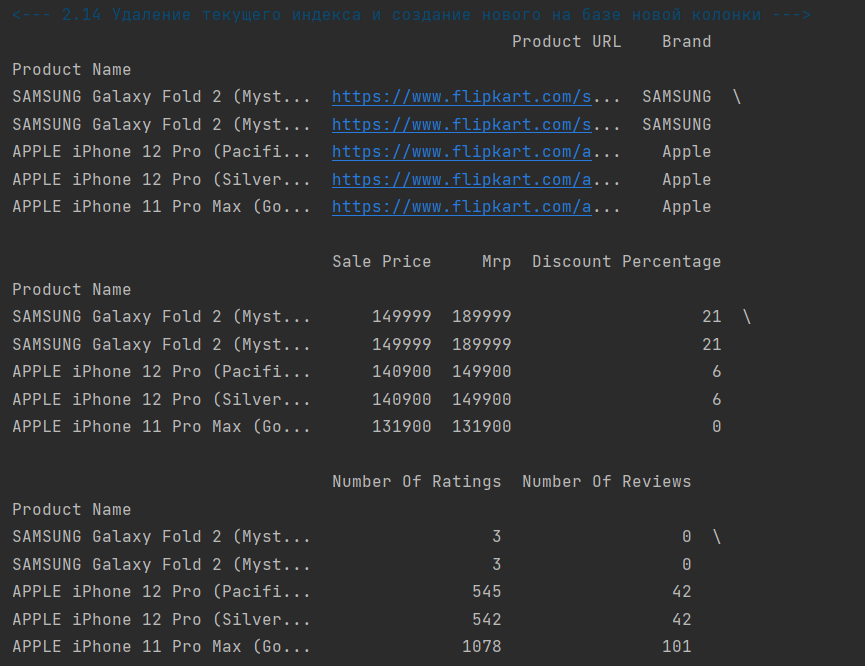 <--- 2.14 Удаление текущего индекса и создание нового на базе новой колонки --->
Product URL Brand
Product Name
SAMSUNG Galaxy Fold 2 (Myst... https://www.flipkart.com/s... SAMSUNG \
SAMSUNG Galaxy Fold 2 (Myst... https://www.flipkart.com/s... SAMSUNG
APPLE iPhone 12 Pro (Pacifi... https://www.flipkart.com/a... Apple
APPLE iPhone 12 Pro (Silver... https://www.flipkart.com/a... Apple
APPLE iPhone 11 Pro Max (Go... https://www.flipkart.com/a... Apple
Sale Price Mrp Discount Percentage
Product Name
SAMSUNG Galaxy Fold 2 (Myst... 149999 189999 21 \
SAMSUNG Galaxy Fold 2 (Myst... 149999 189999 21
APPLE iPhone 12 Pro (Pacifi... 140900 149900 6
APPLE iPhone 12 Pro (Silver... 140900 149900 6
APPLE iPhone 11 Pro Max (Go... 131900 131900 0
Number Of Ratings Number Of Reviews
Product Name
SAMSUNG Galaxy Fold 2 (Myst... 3 0 \
SAMSUNG Galaxy Fold 2 (Myst... 3 0
APPLE iPhone 12 Pro (Pacifi... 545 42
APPLE iPhone 12 Pro (Silver... 542 42
APPLE iPhone 11 Pro Max (Go... 1078 101